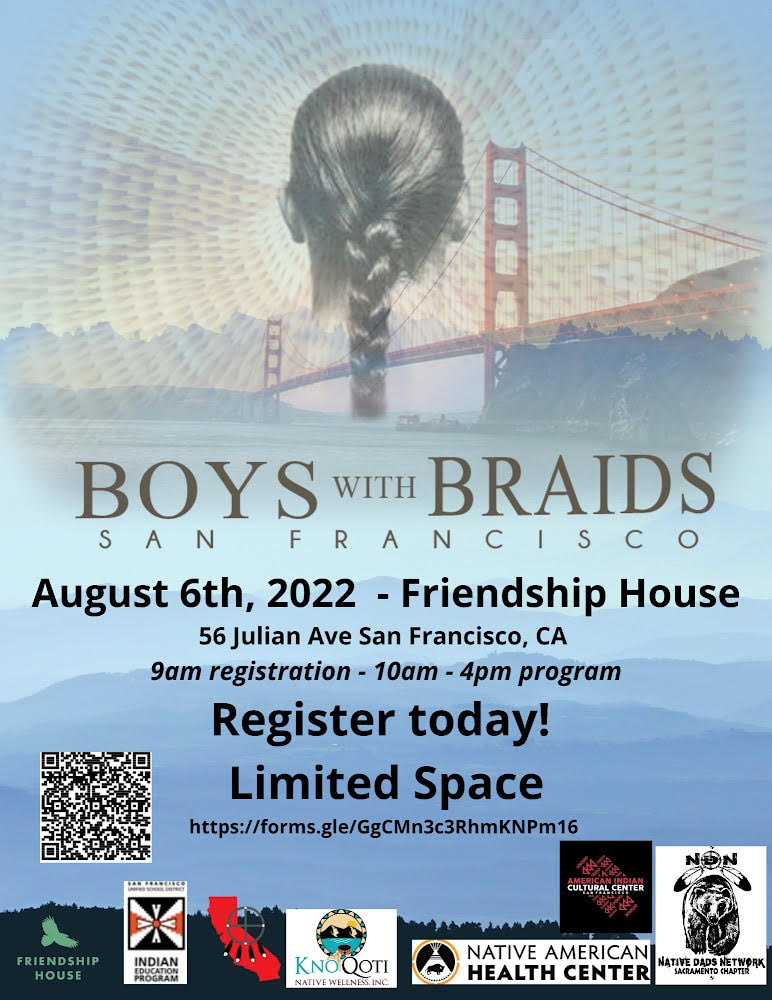 BOYS WITH BRAIDS
SAN FRANCISCO
August 6th, 2022 - Friendship House
56 Julian Ave San Francisco, CA
9am registration - 10am - 4pm program
Register today!
Limited Space
https://forms.gle/GgCMn3c3RhmKNPm16
FRIENDSHIP
HOUSE
SAN FRANCISCO
UNIFIED SCHOOL DISTRICT
INDIAN
EDUCATION
PROGRAM
KNO'QOTI
NATIVE WELLNESS, INC.
NATIVE AMERICAN
HEALTH CENTER
AMERICAN INDIAN
CULTURAL CENTER
SAN FRANCISCO
NDN
NATIVE DADS NETWORK
SACRAMENTO CHAPTER